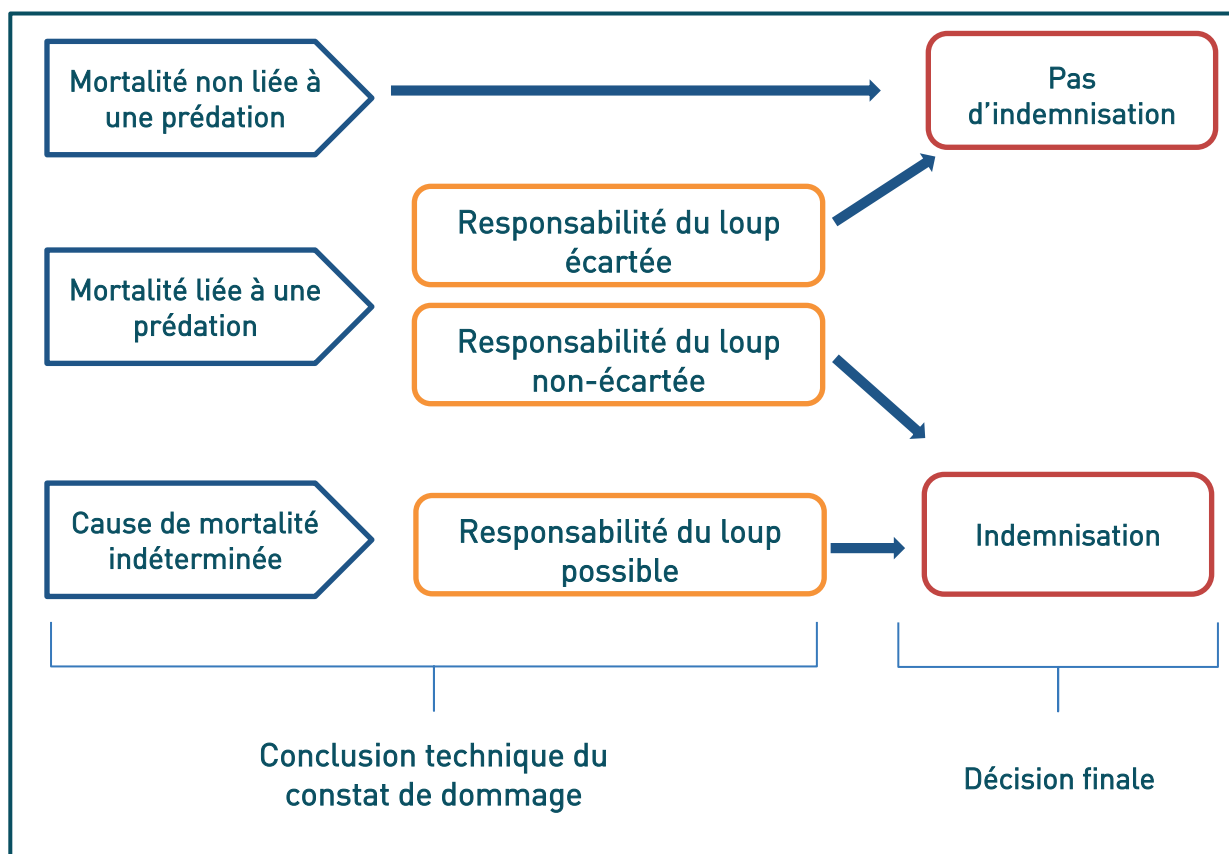 Mortalité non liée à
une prédation
Pas
d'indemnisation
Responsabilité du loup
écartée
Mortalité liée à une
prédation
Responsabilité du loup
non-écartée
Cause de mortalité
indéterminée
Responsabilité du loup
possible
Indemnisation
Conclusion technique du
constat de dommage
Décision finale